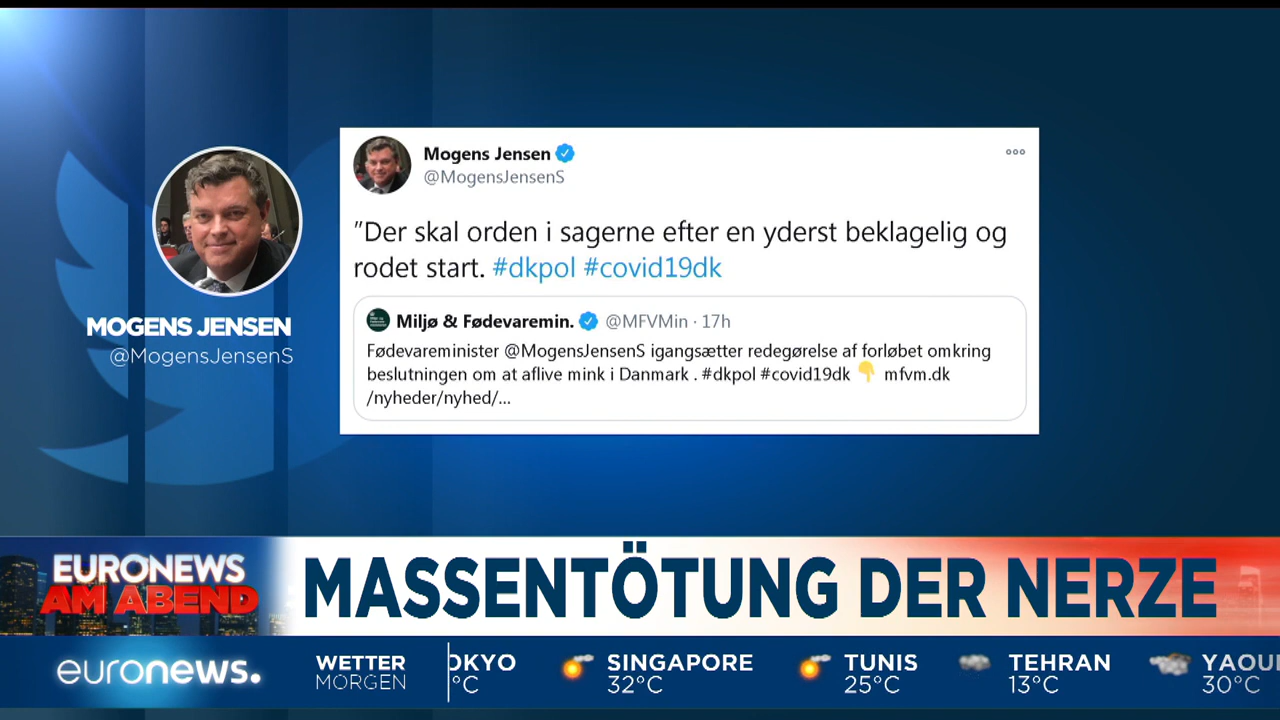 Mogens Jensen
@MogensJensenS
”Der skal orden i sagerne efter en yderst beklagelig og
rodet start. #dkpol #covid19dk
Miljø & Fødevaremin. @MFVMin · 17h
Fødevareminister @MogensJensenS igangsætter redegørelse af forløbet omkring
beslutningen om at aflive mink i Danmark . #dkpol #covid19dk 👇 mfvm.dk
/nyheder/nyhed/...
MOGENS JENSEN
@MogensJensenS
EURONEWS
AM ABEND
MASSENTÖTUNG DER NERZE
euronews.
WETTER
MORGEN
OKYO
°C
SINGAPORE
32°C
TUNIS
25°C
TEHRAN
13°C
YAOU
30°C